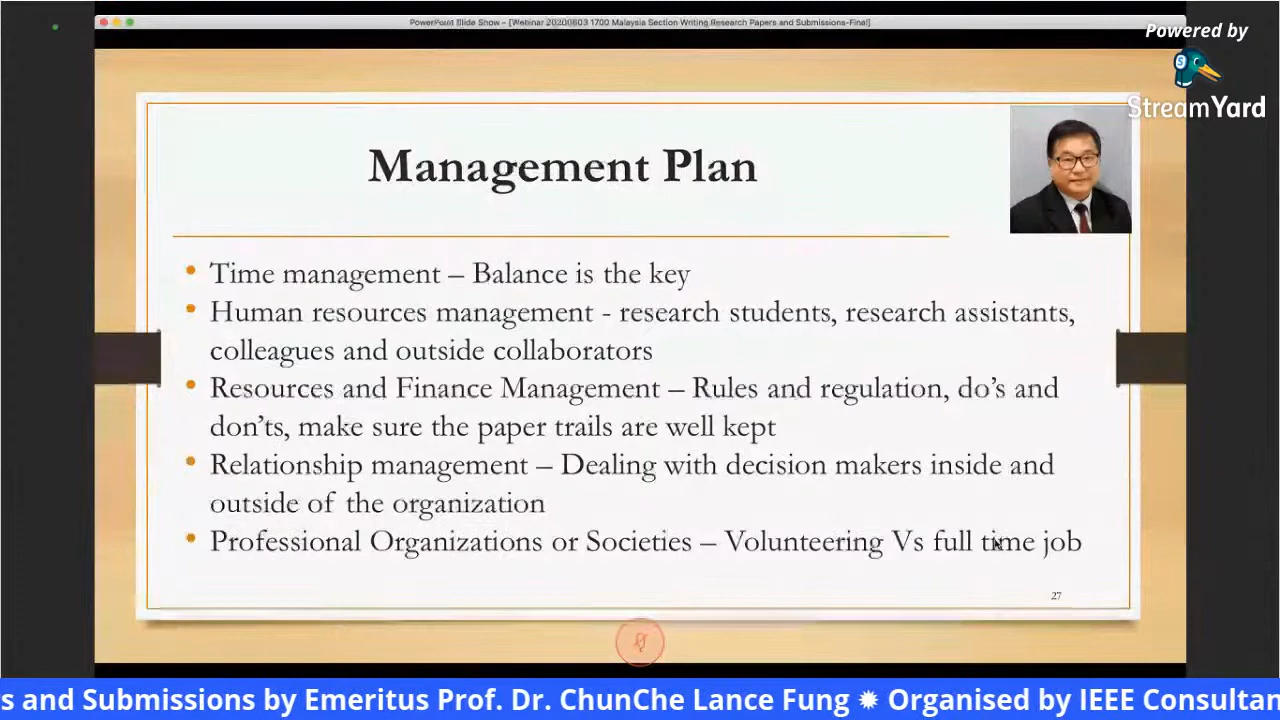 PowerPoint Slide Show - [Webinar 20200603 1700 Malaysia Section Writing Research Papers and Submissions-Final]
Powered by
StreamYard
Management Plan
• Time management – Balance is the key
• Human resources management - research students, research assistants,
colleagues and outside collaborators
• Resources and Finance Management – Rules and regulation, do’s and
don’ts, make sure the paper trails are well kept
• Relationship management – Dealing with decision makers inside and
outside of the organization
• Professional Organizations or Societies – Volunteering Vs full time job
27
s and Submissions by Emeritus Prof. Dr. ChunChe Lance Fung ✹ Organised by IEEE Consultan